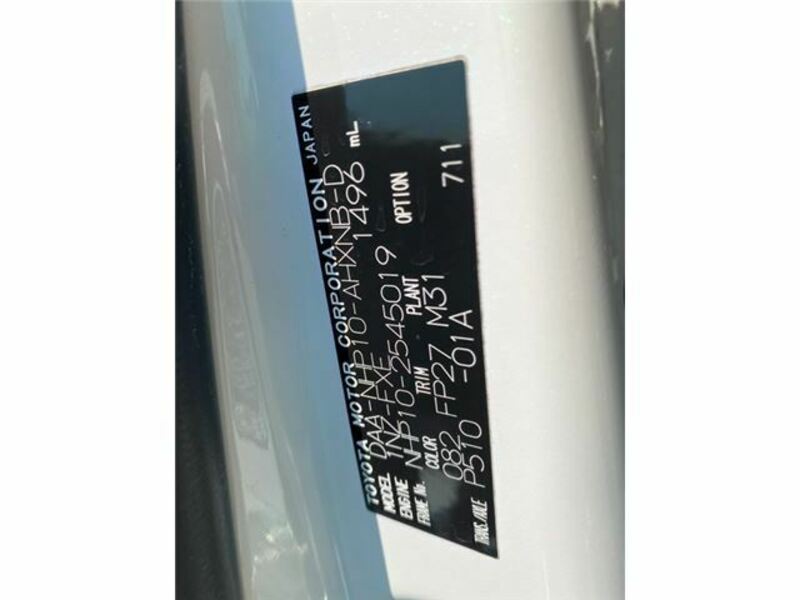 TOYOTA MOTOR CORPORATION JAPAN
MODEL DAA-NHP10-AHXNB-D
ENGINE 1NZ-FXE 1496 mL
FRAME No. NHP10-2545019
COLOR TRIM PLANT OPTION
082 FP27 M31 711
TRANS/AXLE P510 -01A